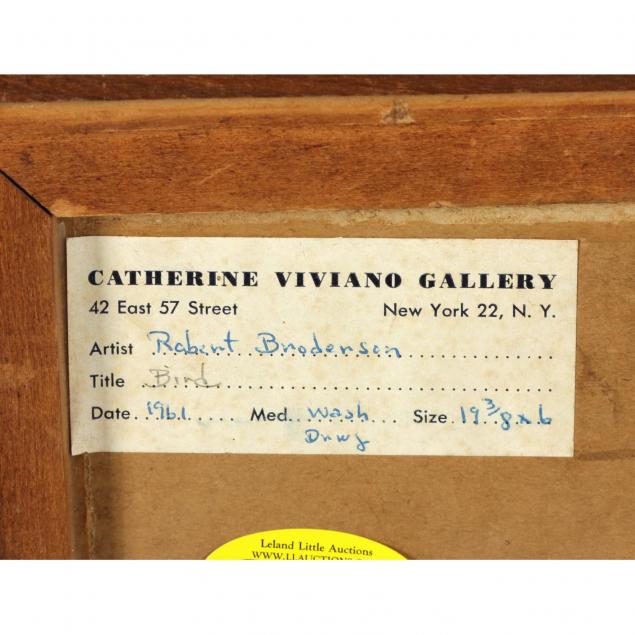 CATHERINE VIVIANO GALLERY
42 East 57 Street New York 22, N. Y.
Artist Robert Broderson
Title Bird
Date 1961 Med. Wash Size 19 3/8 x 6
Drwg
Leland Little Auctions